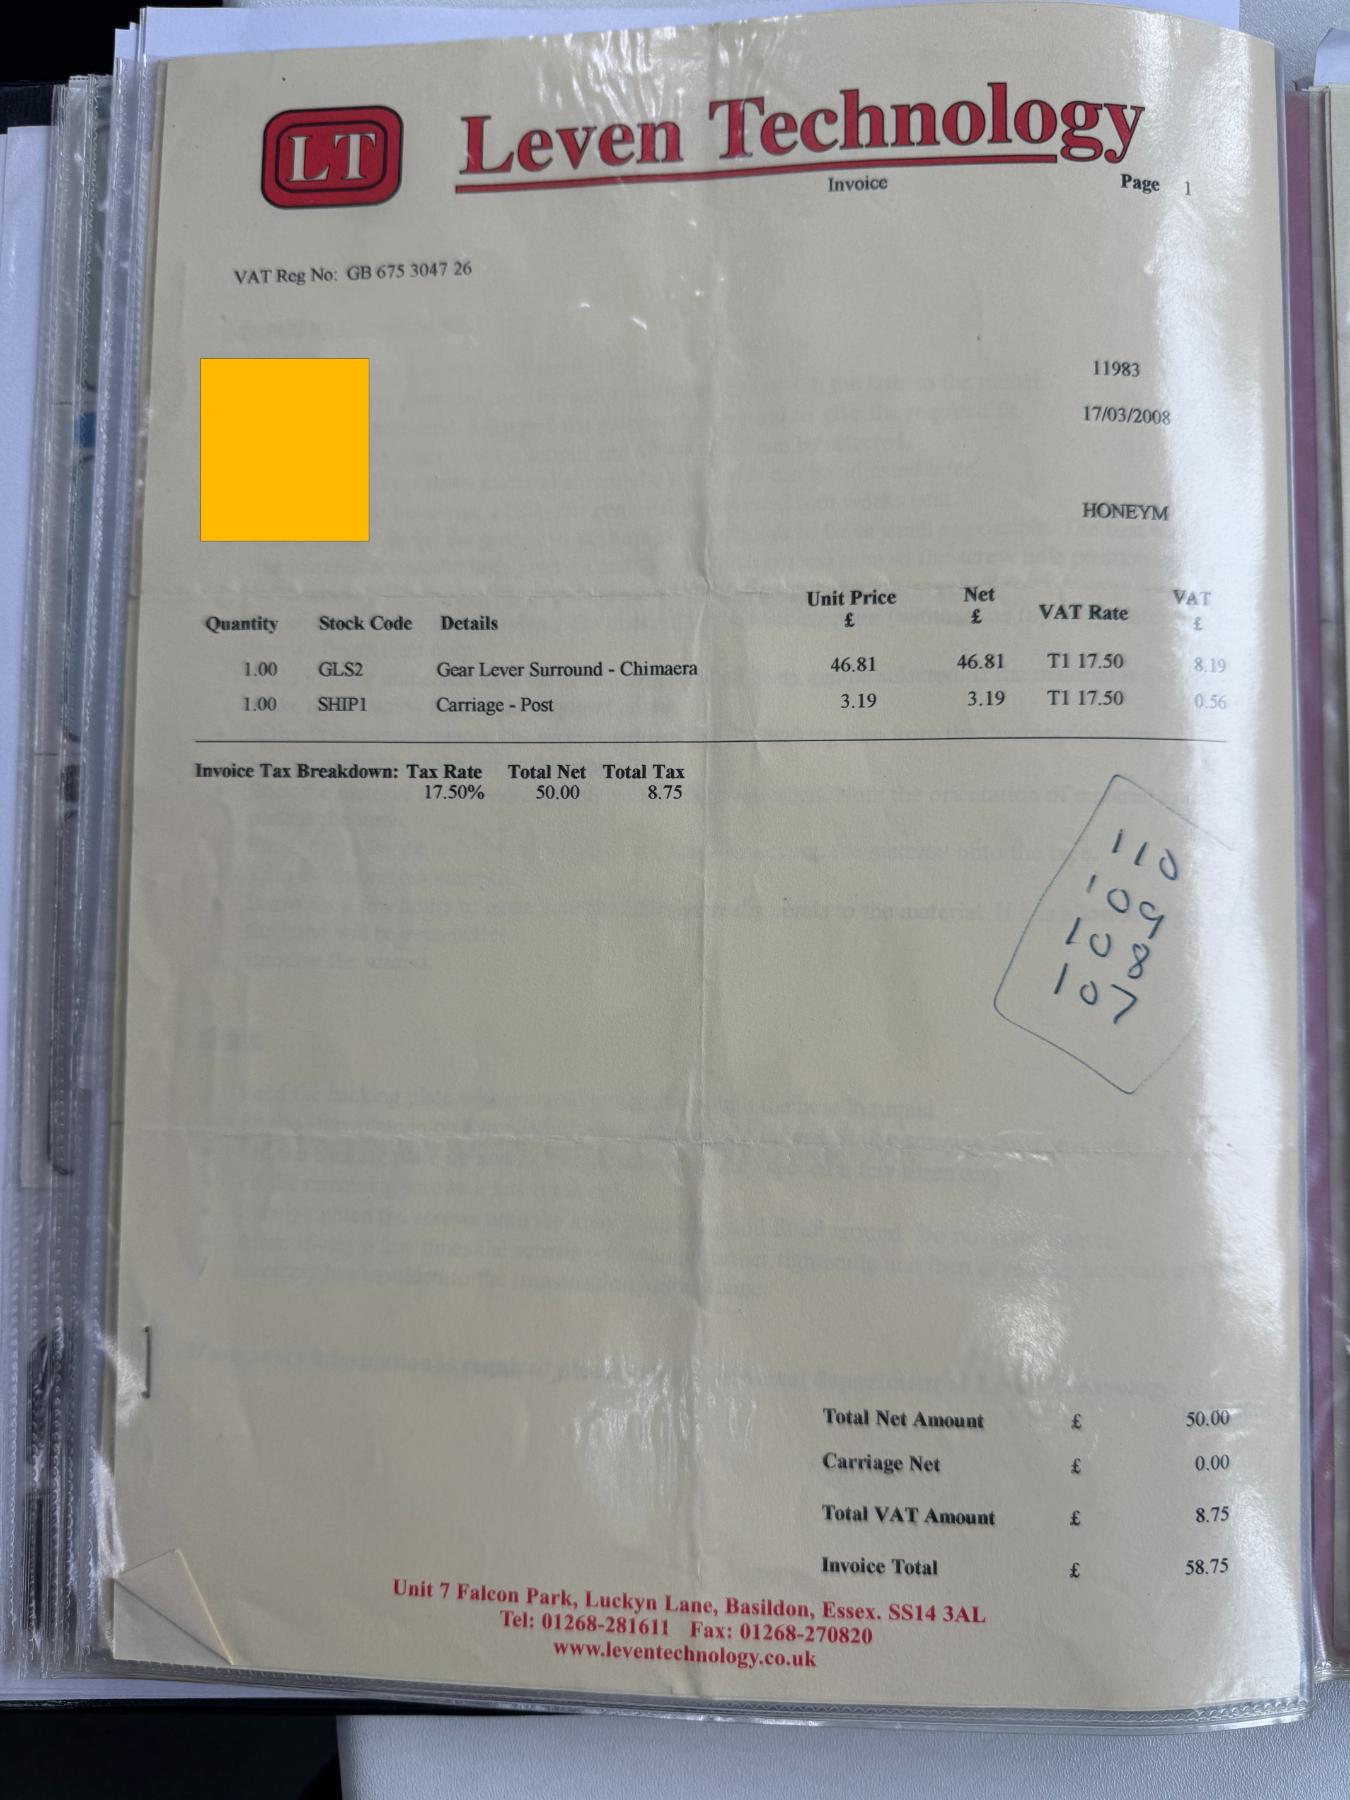 LT Leven Technology
Invoice Page 1
VAT Reg No: GB 675 3047 26
11983
17/03/2008
HONEYM
Quantity Stock Code Details Unit Price £ Net £ VAT Rate VAT £
1.00 GLS2 Gear Lever Surround - Chimaera 46.81 46.81 T1 17.50 8.19
1.00 SHIP1 Carriage - Post 3.19 3.19 T1 17.50 0.56
Invoice Tax Breakdown: Tax Rate Total Net Total Tax
17.50% 50.00 8.75
110
109
108
107
Total Net Amount £ 50.00
Carriage Net £ 0.00
Total VAT Amount £ 8.75
Invoice Total £ 58.75
Unit 7 Falcon Park, Luckyn Lane, Basildon, Essex. SS14 3AL
Tel: 01268-281611 Fax: 01268-270820
www.leventechnology.co.uk